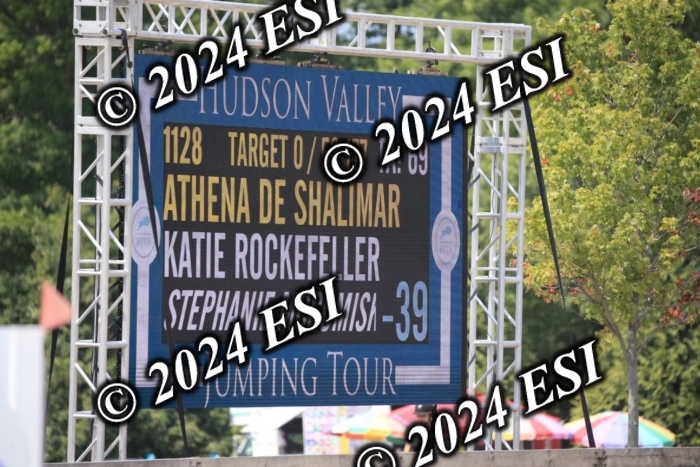 © 2024 ESI
© 2024 ESI
© 2024 ESI
© 2024 ESI
© 2024 ESI
HUDSON VALLEY
1128 TARGET 0 / 69
ATHENA DE SHALIMAR
KATIE ROCKEFELLER
STEPHANIE -39
JUMPING TOUR